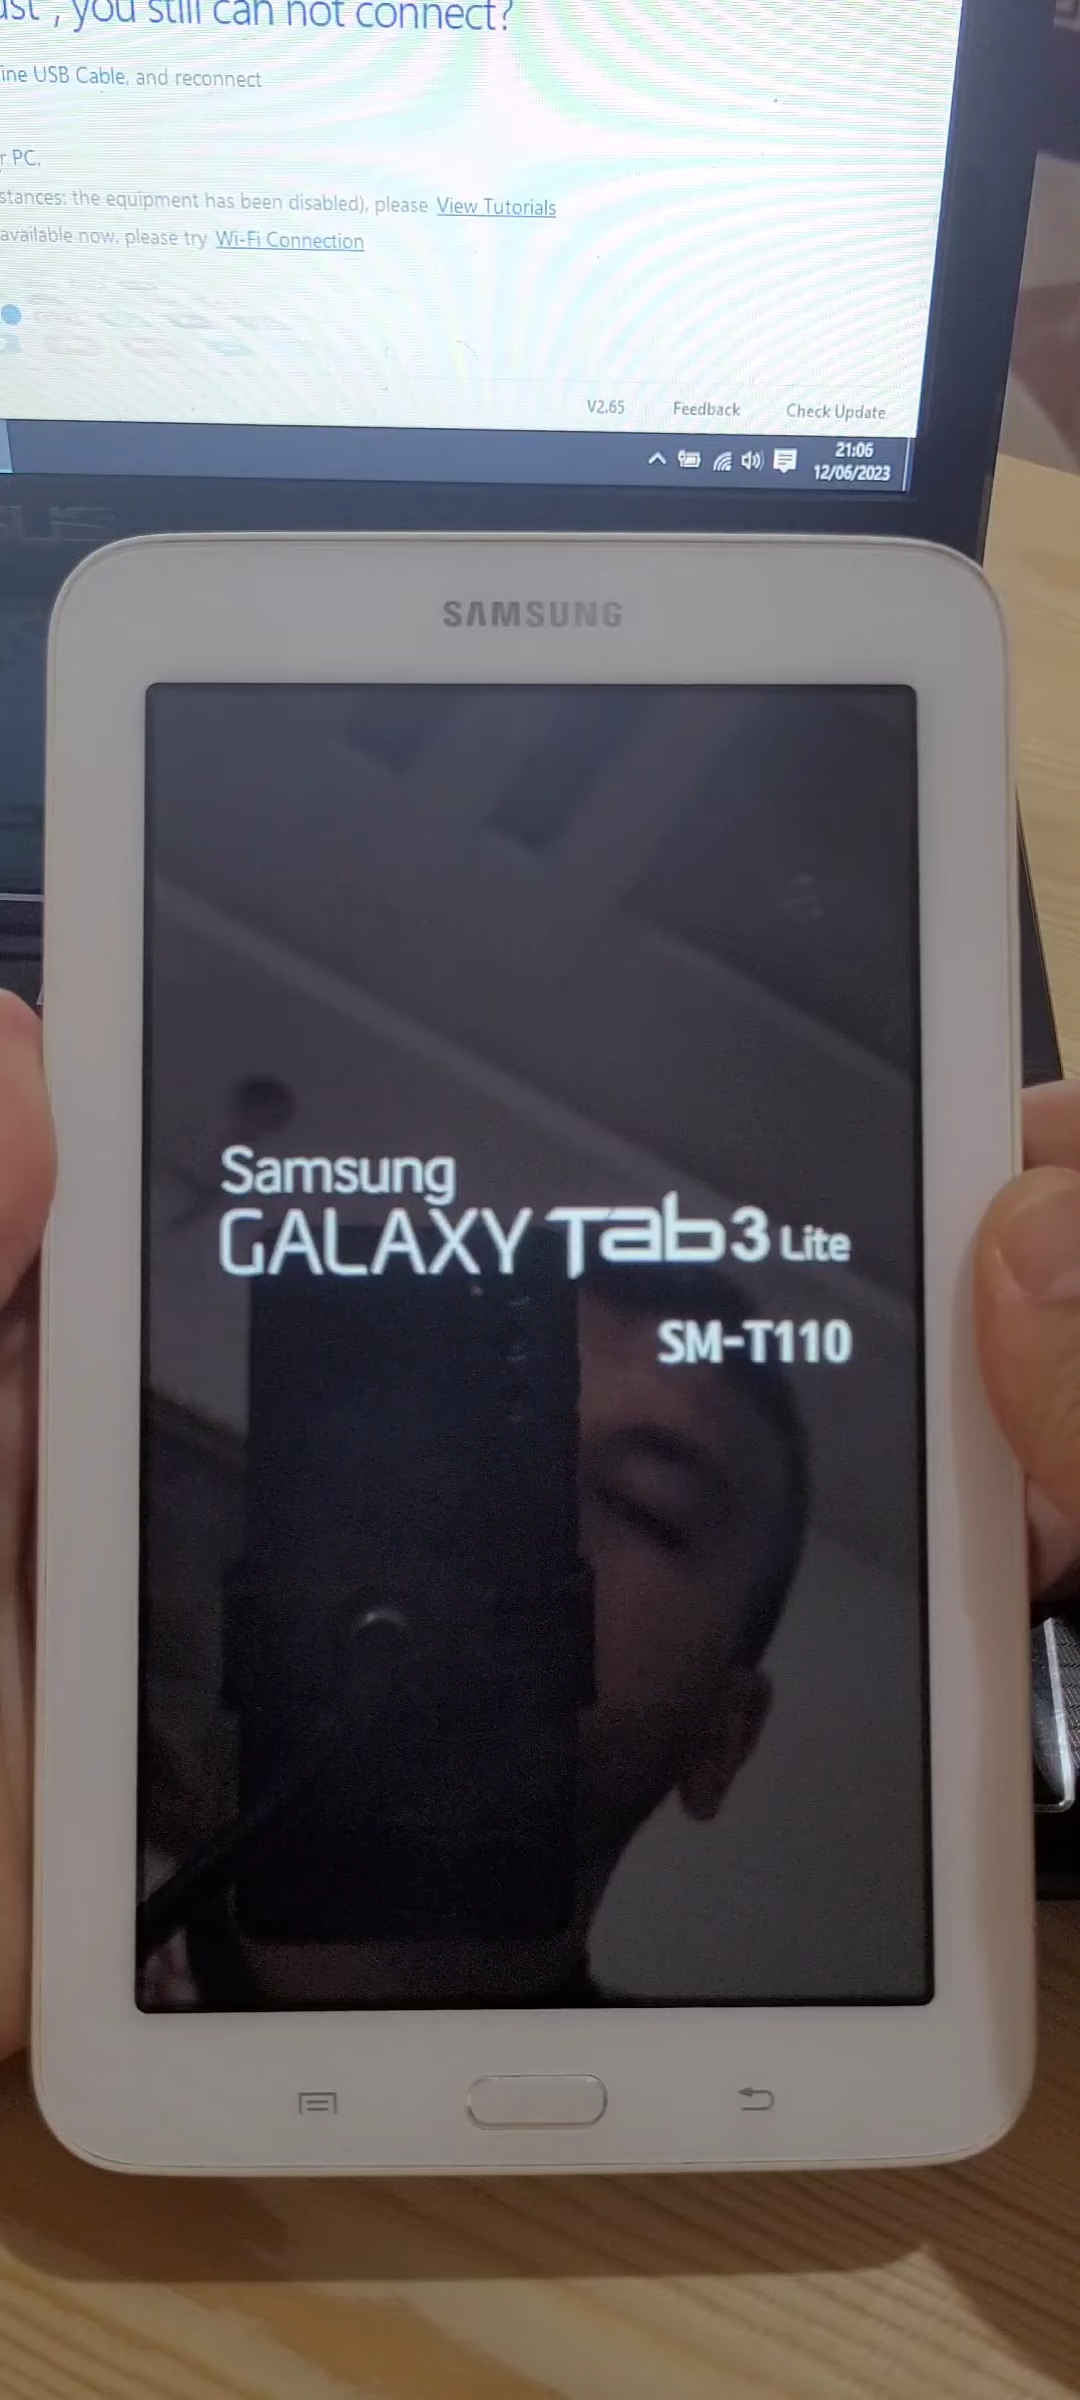 , you still can not connect?
USB Cable, and reconnect
PC.
the equipment has been disabled), please View Tutorials
available now, please try Wi-Fi Connection
V2.65 Feedback Check Update
21:06
12/06/2023
SAMSUNG
Samsung
GALAXY Tab3 Lite
SM-T110